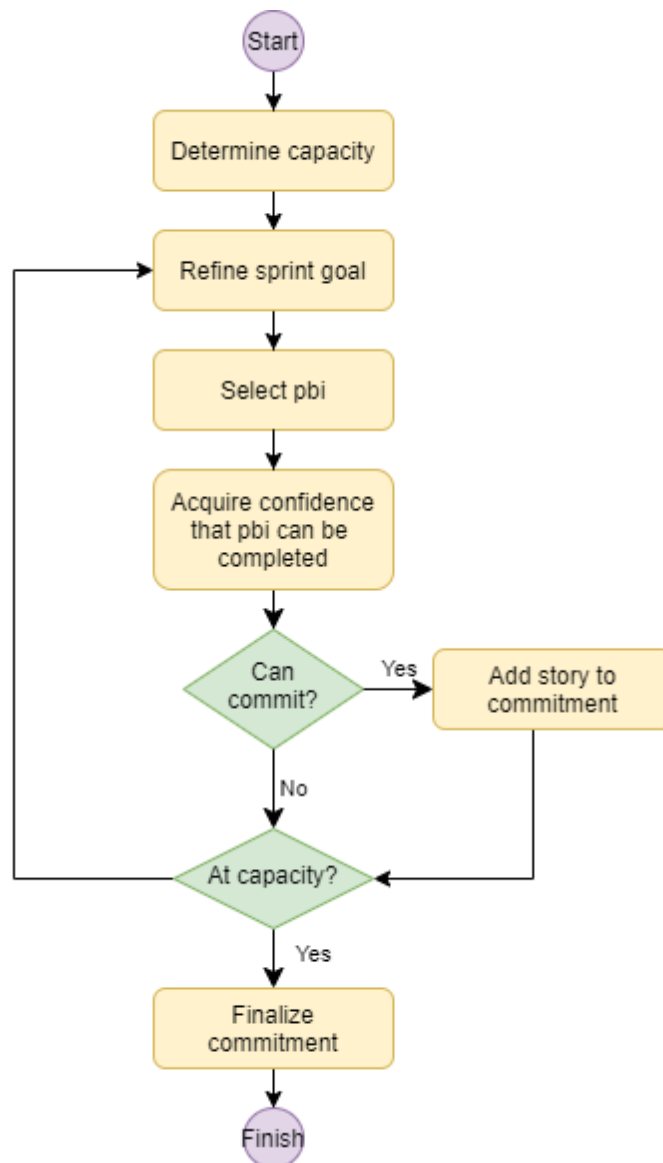 Start
Determine capacity
Refine sprint goal
Select pbi
Acquire confidence
that pbi can be
completed
Can
commit?
Yes
Add story to
commitment
No
At capacity?
Yes
Finalize
commitment
Finish